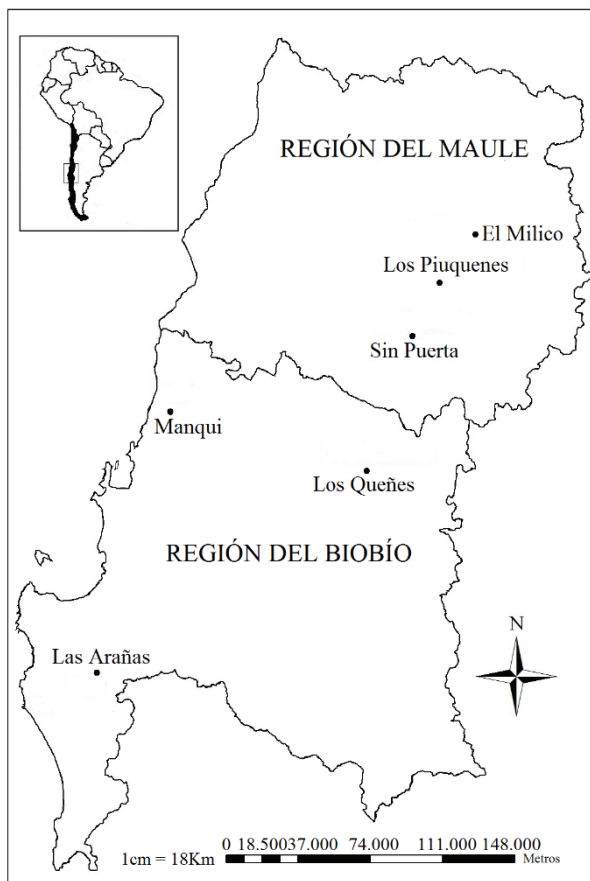 REGIÓN DEL MAULE
El Milico
Los Piuquenes
Sin Puerta
Manqui
Los Queñes
REGIÓN DEL BIOBÍO
N
Las Arañas
0 18.50037.000 74.000 111.000 148.000
1cm = 18Km Metros